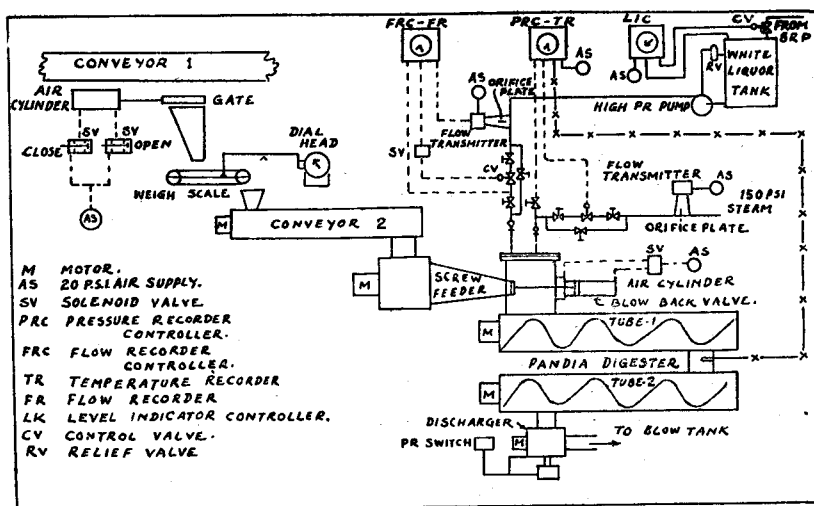 FRC-FR
PRC-TR
LIC
CV
FROM
BRP
CONVEYOR 1
AIR
CYLINDER
GATE
SV
SV
CLOSE
OPEN
AS
DIAL
HEAD
WEIGH SCALE
AS
ORIFICE
PLATE
FLOW
TRANSMITTER
SV
CV
AS
AS
RV
WHITE
LIQUOR
TANK
HIGH PR PUMP
FLOW
TRANSMITTER
AS
150 PSI
STERM
ORIFICE PLATE
M
CONVEYOR 2
M
SCREW
FEEDER
SV
AS
AIR CYLINDER
BLOW BACK VALVE.
M
TUBE-1
PANDIA DIGESTER
M
TUBE-2
DISCHARGER
M
PR SWITCH
TO BLOW TANK
M MOTOR.
AS 20 P.S.I. AIR SUPPLY.
SV SOLENOID VALVE
PRC PRESSURE RECORDER
CONTROLLER.
FRC FLOW RECORDER
CONTROLLER.
TR TEMPERATURE RECORDER
FR FLOW RECORDER
LK LEVEL INDICATOR CONTROLLER.
CV CONTROL VALVE.
RV RELIEF VALVE